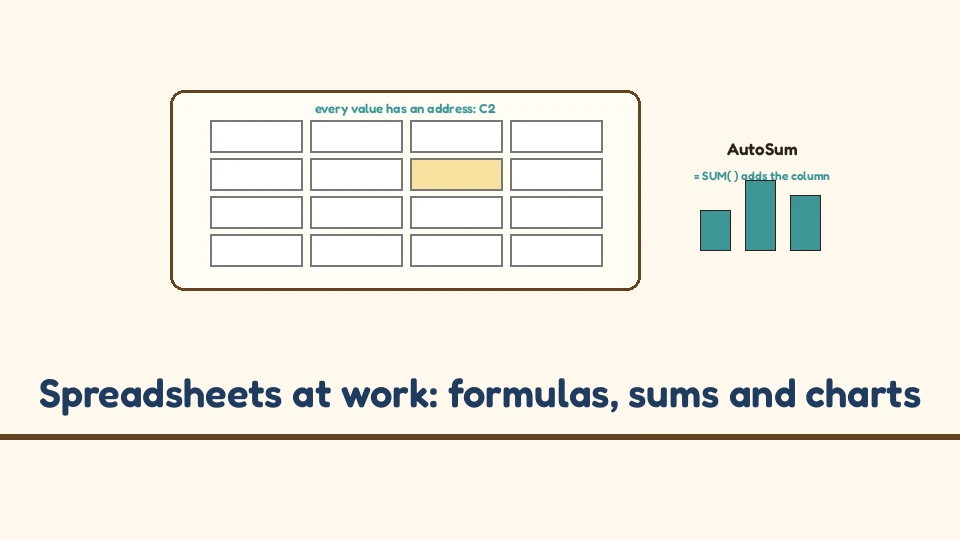 every value has an address: C2
AutoSum
= SUM( ) adds the column
Spreadsheets at work: formulas, sums and charts